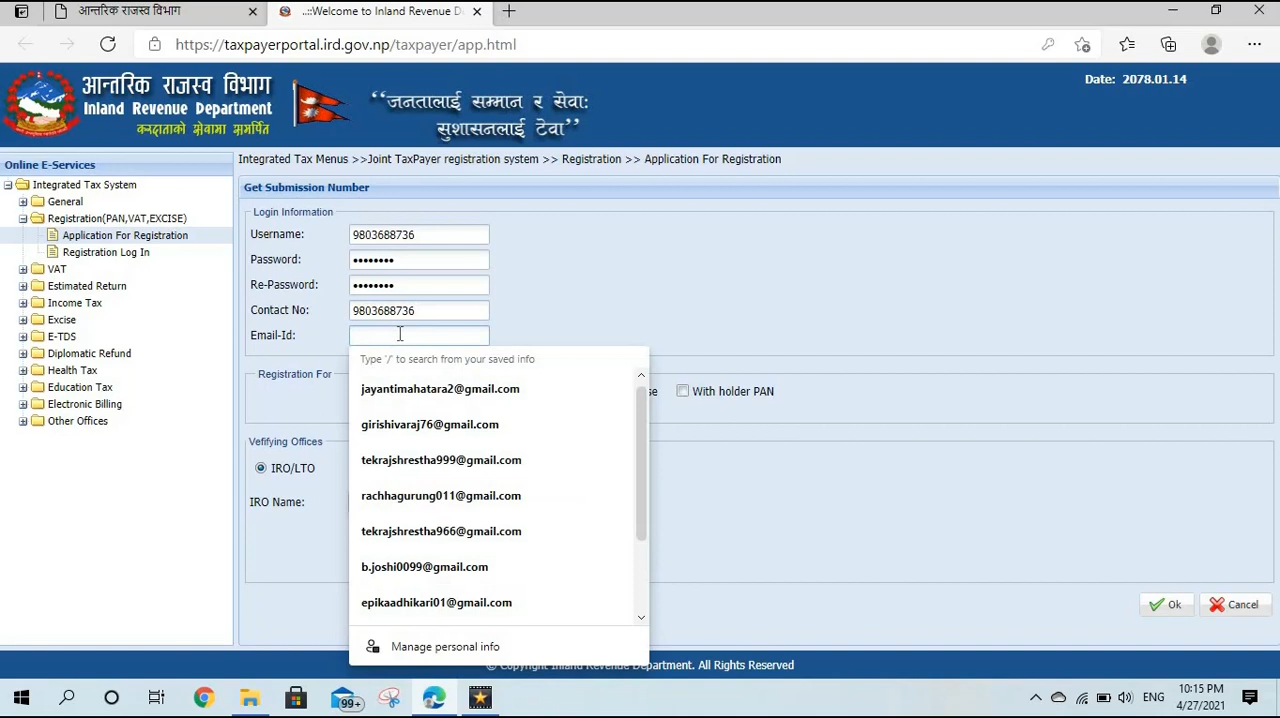 आन्तरिक राजस्व विभाग
..::Welcome to Inland Revenue D
https://taxpayerportal.ird.gov.np/taxpayer/app.html
आन्तरिक राजस्व विभाग
Inland Revenue Department
करदाताको सेवामा समर्पित
“जनतालाई सम्मान र सेवा:
सुशासनलाई टेवा”
Date: 2078.01.14
Online E-Services
Integrated Tax System
General
Registration(PAN,VAT,EXCISE)
Application For Registration
Registration Log In
VAT
Estimated Return
Income Tax
Excise
E-TDS
Diplomatic Refund
Health Tax
Education Tax
Electronic Billing
Other Offices
Integrated Tax Menus >>Joint TaxPayer registration system >> Registration >> Application For Registration
Get Submission Number
Login Information
Username: 9803688736
Password: ••••••••
Re-Password: ••••••••
Contact No: 9803688736
Email-Id:
Type '/' to search from your saved info
jayantimahatara2@gmail.com
girishivaraj76@gmail.com
tekrajshrestha999@gmail.com
rachhagurung011@gmail.com
tekrajshrestha966@gmail.com
b.joshi0099@gmail.com
epikaadhikari01@gmail.com
Manage personal info
Registration For
se With holder PAN
Vefifying Offices
IRO/LTO
IRO Name:
Ok Cancel
© Copyright Inland Revenue Department. All Rights Reserved
99+
ENG
10:15 PM
4/27/2021